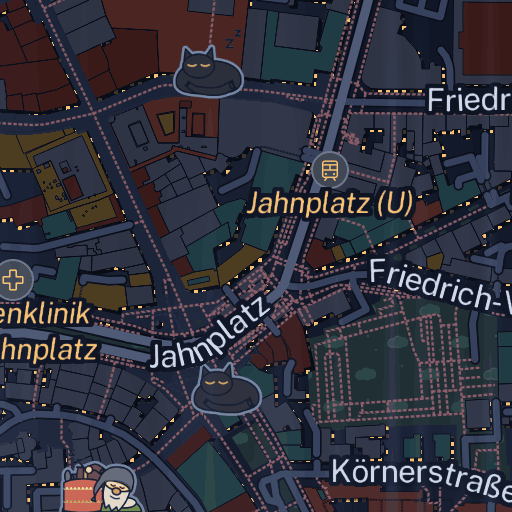 z z
Friedr
Jahnplatz (U)
Friedrich-W
enklinik
hnplatz
Jahnplatz
Körnerstraße